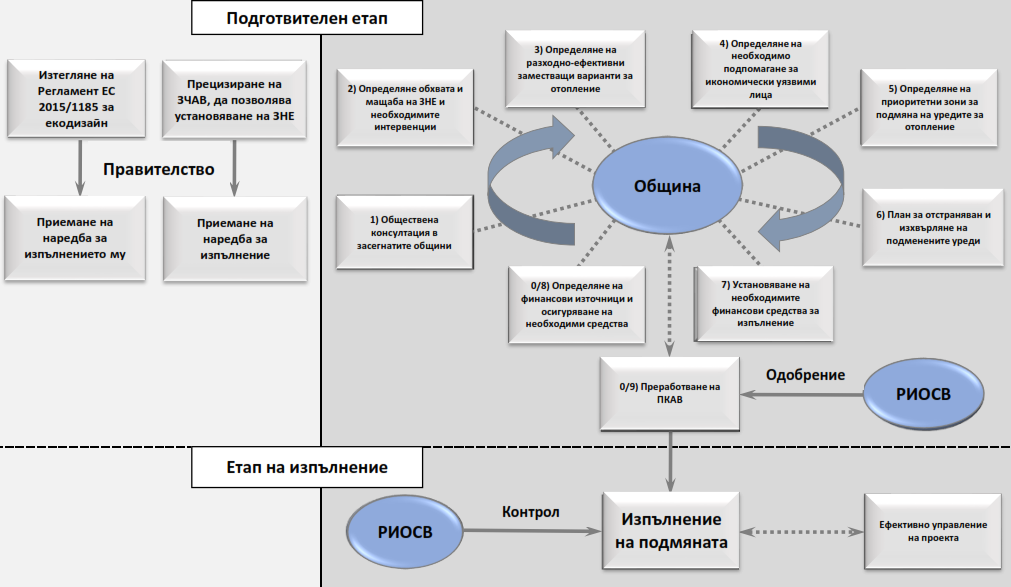 Подготвителен етап
Изтегляне на
Регламент ЕС
2015/1185 за
екодизайн
Прецизиране на
ЗЧАВ, да позволява
установяване на ЗНЕ
Правителство
Приемане на
наредба за
изпълнението му
Приемане на
наредба за
изпълнение
3) Определяне на
разходно-ефективни
заместващи варианти за
отопление
4) Определяне на
необходимо
подпомагане за
икономически уязвими
лица
2) Определяне обхвата и
мащаба на ЗНЕ и
необходимите
интервенции
5) Определяне на
приоритетни зони за
подмяна на уредите за
отопление
Община
1) Обществена
консултация в
засегнатите общини
6) План за отстраняван и
изхвърляне на
подменените уреди
0/8) Определяне на
финансови източници и
осигуряване на
необходими средства
7) Установяване на
необходимите
финансови средства за
изпълнение
0/9) Преработване на
ПКАВ
Одобрение
РИОСВ
Етап на изпълнение
РИОСВ
Контрол
Изпълнение
на подмяната
Ефективно управление
на проекта